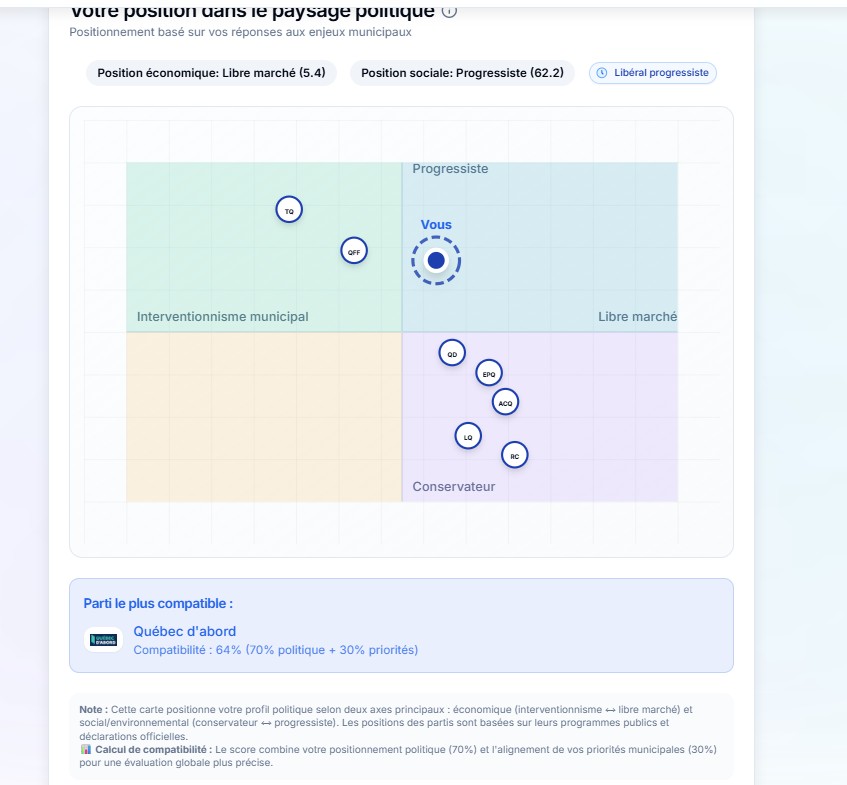 Votre position dans le paysage politique
Positionnement basé sur vos réponses aux enjeux municipaux
Position économique: Libre marché (5.4)
Position sociale: Progressiste (62.2)
Libéral progressiste
Progressiste
TQ
Vous
QFF
Interventionnisme municipal
Libre marché
QD
EPQ
ACQ
LQ
RC
Conservateur
Parti le plus compatible :
QUÉBEC
D'ABORD
Québec d'abord
Compatibilité : 64% (70% politique + 30% priorités)
Note : Cette carte positionne votre profil politique selon deux axes principaux : économique (interventionnisme ↔ libre marché) et
social/environnemental (conservateur ↔ progressiste). Les positions des partis sont basées sur leurs programmes publics et
déclarations officielles.
📊 Calcul de compatibilité : Le score combine votre positionnement politique (70%) et l'alignement de vos priorités municipales (30%)
pour une évaluation globale plus précise.